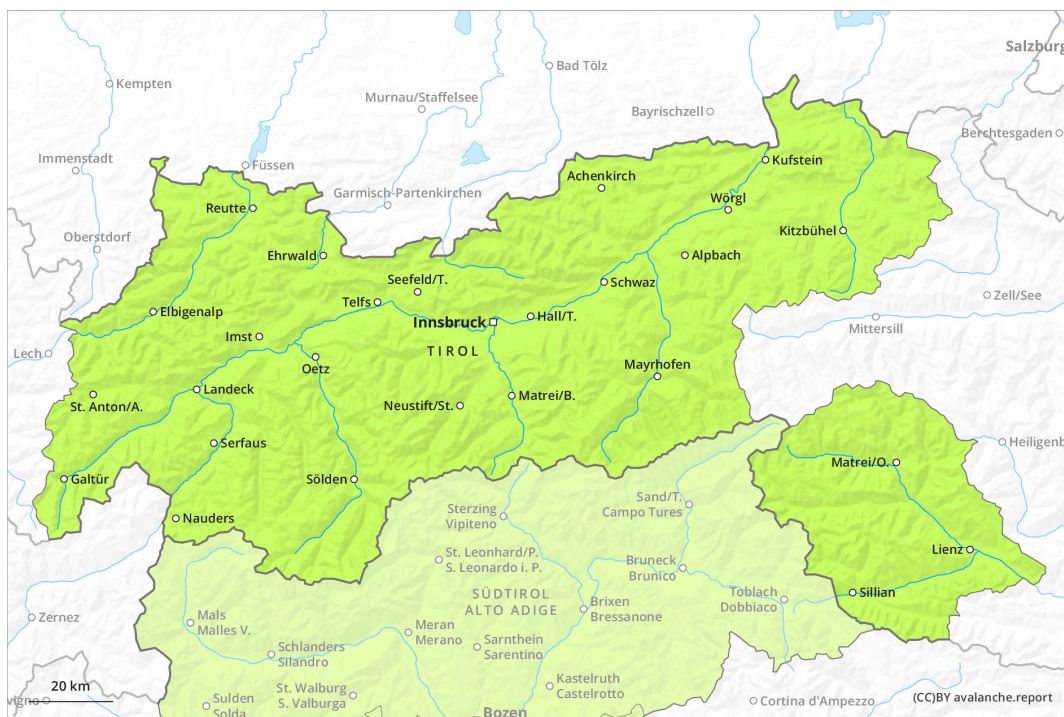 Salzburg
Kempten
Bad Tölz
Murnau/Staffelsee
Bayrischzell
Berchtesgaden
Immenstadt
Füssen
Kufstein
Achenkirch
Garmisch-Partenkirchen
Reutte
Wörgl
Oberstdorf
Kitzbühel
Ehrwald
Alpbach
Seefeld/T.
Schwaz
Zell/See
Telfs
Elbigenalp
Hall/T.
Innsbruck
Mittersill
Imst
TIROL
Lech
Oetz
Mayrhofen
Landeck
St. Anton/A.
Matrei/B.
Neustift/St.
Serfaus
Heiligenb
Matrei/O.
Galtür
Sölden
Sand/T.
Campo Tures
Sterzing
Vipiteno
Nauders
Lienz
St. Leonhard/P.
S. Leonardo i. P.
Bruneck
Brunico
SÜDTIROL
ALTO ADIGE
Sillian
Toblach
Dobbiaco
Brixen
Bressanone
Zernez
Mals
Malles V.
Meran
Merano
Sarnthein
Sarentino
Schlanders
Silandro
Kastelruth
Castelrotto
20 km
St. Walburg
S. Valburga
vigno
Sulden
Solda
Cortina d'Ampezzo
(CC)BY avalanche.report
Bozen